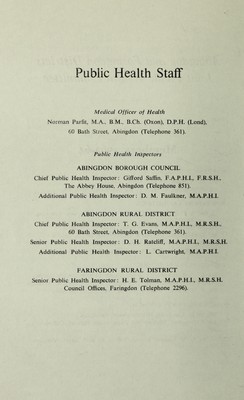 Public Health Staff
Medical Officer of Health
Norman Parfit, M.A., B.M., B.Ch. (Oxon), D.P.H. (Lond),
60 Bath Street, Abingdon (Telephone 361).
Public Health Inspectors
ABINGDON BOROUGH COUNCIL
Chief Public Health Inspector: Gifford Saffin, F.A.P.H.I., F.R.S.H.,
The Abbey House, Abingdon (Telephone 851).
Additional Public Health Inspector: D. M. Faulkner, M.A.P.H.I.
ABINGDON RURAL DISTRICT
Chief Public Health Inspector: T. G. Evans, M.A.P.H.I., M.R.S.H.,
60 Bath Street, Abingdon (Telephone 361).
Senior Public Health Inspector: D. H. Ratcliff, M.A.P.H.I., M.R.S.H.
Additional Public Health Inspector: L. Cartwright, M.A.P.H.I.
FARINGDON RURAL DISTRICT
Senior Public Health Inspector: H. E. Tolman, M.A.P.H.I., M.R.S.H.
Council Offices, Faringdon (Telephone 2296).